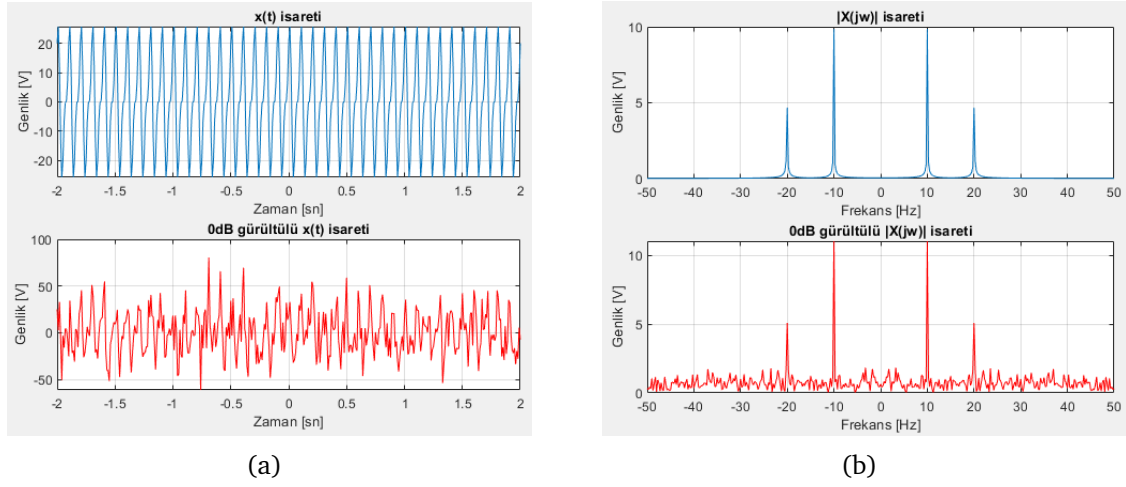 x(t) isareti
Genlik [V]
20
10
0
-10
-20
-2 -1.5 -1 -0.5 0 0.5 1 1.5 2
Zaman [sn]
0dB gürültülü x(t) isareti
Genlik [V]
100
50
0
-50
-2 -1.5 -1 -0.5 0 0.5 1 1.5 2
Zaman [sn]
(a)
|X(jw)| isareti
Genlik [V]
10
5
0
-50 -40 -30 -20 -10 0 10 20 30 40 50
Frekans [Hz]
0dB gürültülü |X(jw)| isareti
Genlik [V]
10
5
0
-50 -40 -30 -20 -10 0 10 20 30 40 50
Frekans [Hz]
(b)